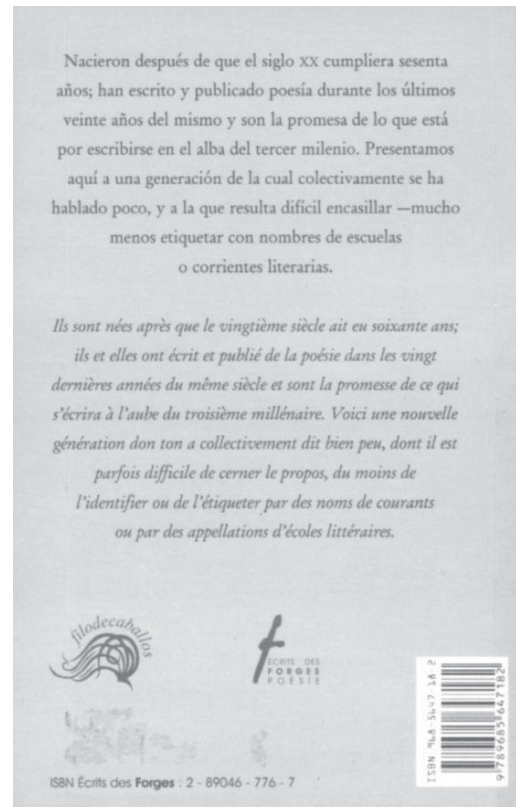 Nacieron después de que el siglo XX cumpliera sesenta
años; han escrito y publicado poesía durante los últimos
veinte años del mismo y son la promesa de lo que está
por escribirse en el alba del tercer milenio. Presentamos
aquí a una generación de la cual colectivamente se ha
hablado poco, y a la que resulta difícil encasillar —mucho
menos etiquetar con nombres de escuelas
o corrientes literarias.
Ils sont nées après que le vingtième siècle ait eu soixante ans;
ils et elles ont écrit et publié de la poésie dans les vingt
dernières années du même siècle et sont la promesse de ce qui
s'écrira à l'aube du troisième millénaire. Voici une nouvelle
génération don ton a collectivement dit bien peu, dont il est
parfois difficile de cerner le propos, du moins de
l'identifier ou de l'étiqueter par des noms de courants
ou par des appellations d'écoles littéraires.
filodecaballos
ÉCRITS DES
FORGES
POÉSIE
ISBN 968-5647-18-2
9 789685 647182
ISBN Écrits des Forges : 2 - 89046 - 776 - 7